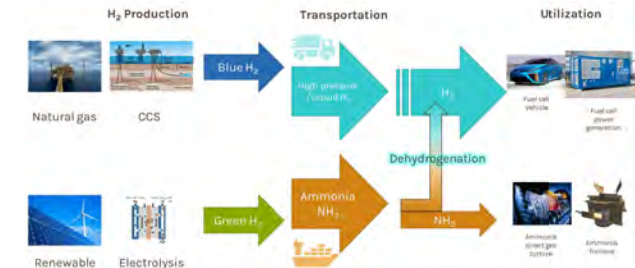 H₂ Production
Transportation
Utilization
Blue H₂
High pressure
/Liquid H₂
H₂
Natural gas
CCS
Fuel cell
vehicle
Fuel cell
power
generation
Dehydrogenation
Green H₂
Ammonia
NH₃
NH₃
Renewable
Electrolysis
Ammonia
direct gas
turbine
Ammonia
furnace